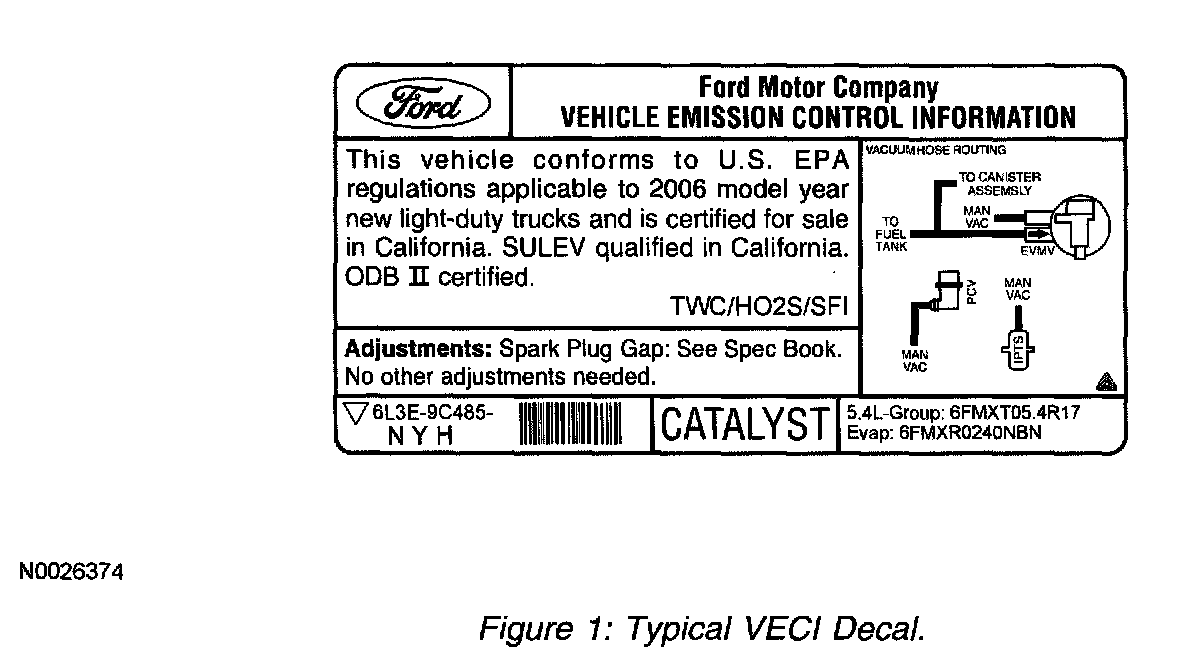 Ford
Ford Motor Company
VEHICLE EMISSION CONTROL INFORMATION
This vehicle conforms to U.S. EPA
regulations applicable to 2006 model year
new light-duty trucks and is certified for sale
in California. SULEV qualified in California.
ODB II certified.
TWC/HO2S/SFI
Adjustments: Spark Plug Gap: See Spec Book.
No other adjustments needed.
VACUUM HOSE ROUTING
TO CANISTER
ASSEMSLY
MAN
VAC
TO
FUEL
TANK
EVMV
PCV
MAN
VAC
MAN
VAC
IPTS
6L3E-9C485-
N Y H
CATALYST
5.4L-Group: 6FMXT05.4R17
Evap: 6FMXR0240NBN
N0026374
Figure 1: Typical VECI Decal.